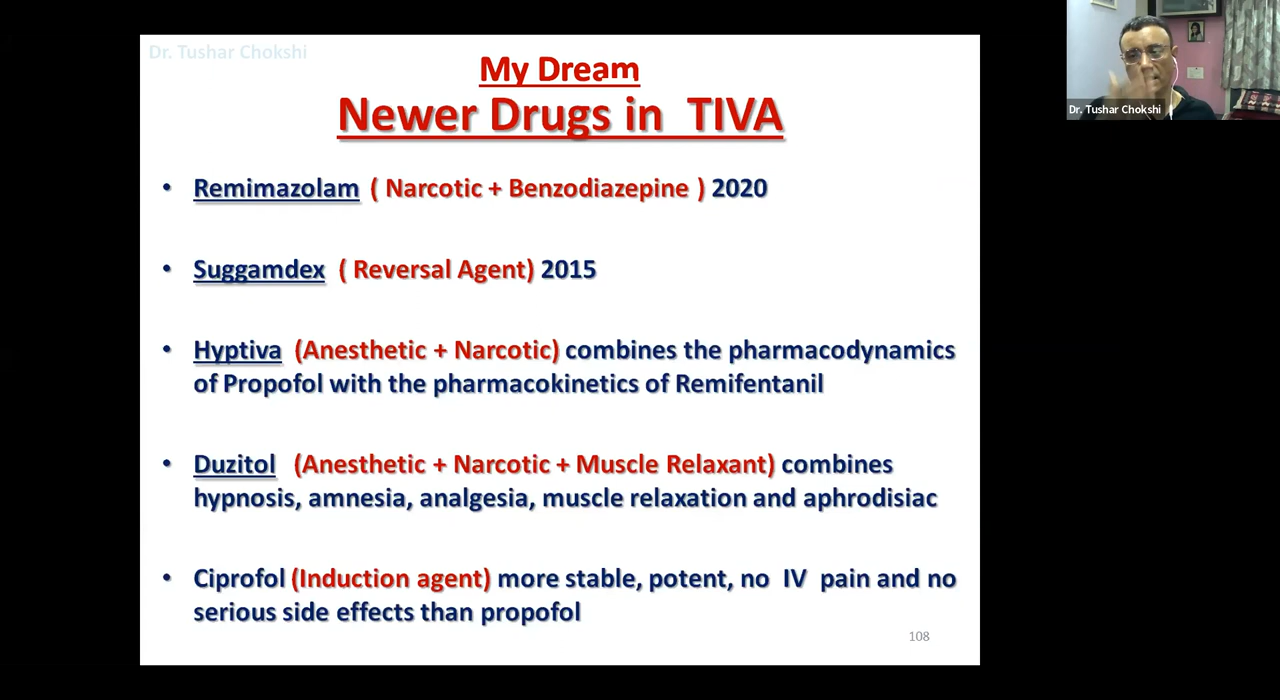 Dr. Tushar Chokshi
My Dream
Newer Drugs in TIVA
• Remimazolam ( Narcotic + Benzodiazepine ) 2020
• Suggamdex ( Reversal Agent) 2015
• Hyptiva (Anesthetic + Narcotic) combines the pharmacodynamics
of Propofol with the pharmacokinetics of Remifentanil
• Duzitol (Anesthetic + Narcotic + Muscle Relaxant) combines
hypnosis, amnesia, analgesia, muscle relaxation and aphrodisiac
• Ciprofol (Induction agent) more stable, potent, no IV pain and no
serious side effects than propofol
108
Dr. Tushar Chokshi